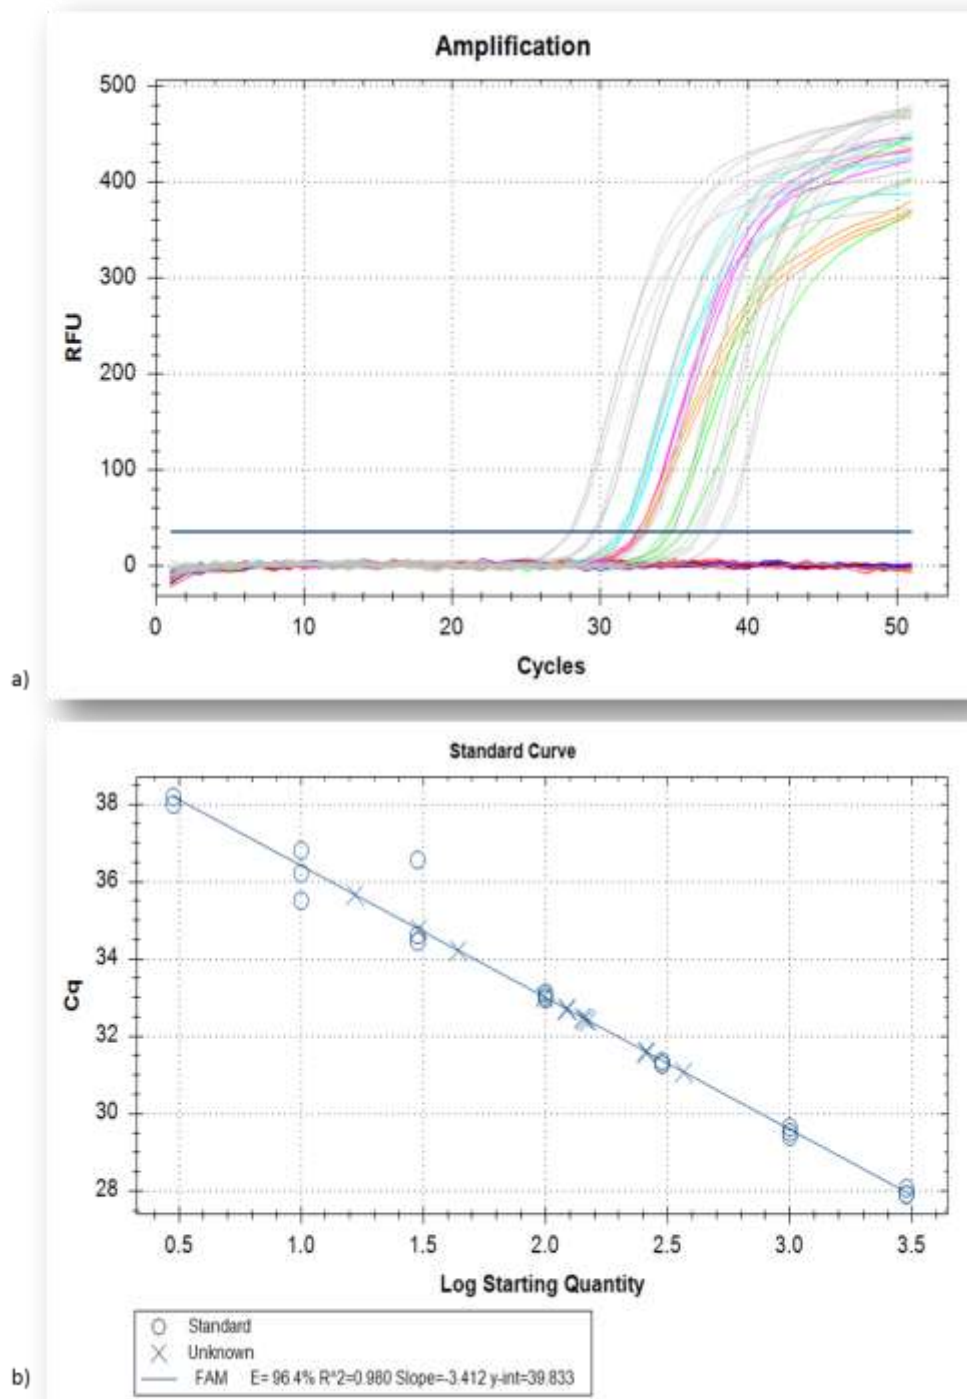 Amplification
500
400
300
200
100
0
RFU
0 10 20 30 40 50
Cycles
a)
Standard Curve
38
36
34
32
30
28
Cq
0.5 1.0 1.5 2.0 2.5 3.0 3.5
Log Starting Quantity
Standard
Unknown
FAM E= 96.4% R^2=0.980 Slope=-3.412 y-int=39.833
b)